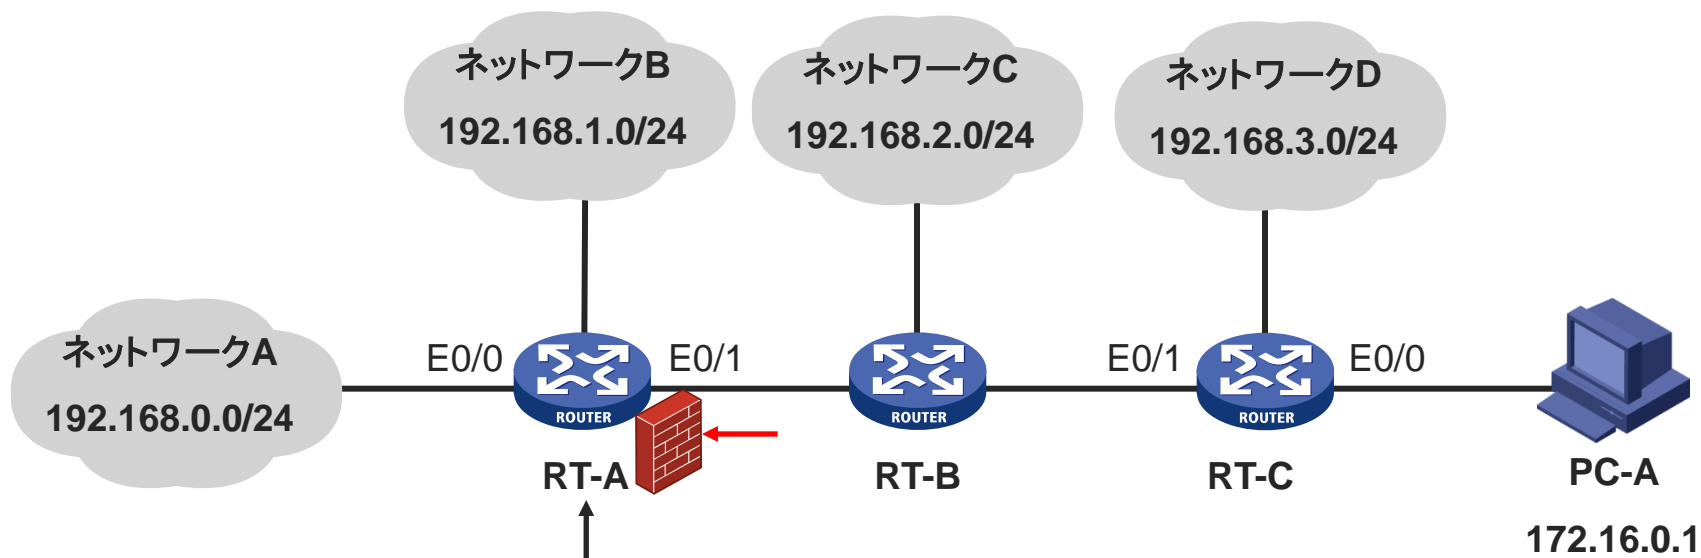 ネットワークB
192.168.1.0/24
ネットワークC
192.168.2.0/24
ネットワークD
192.168.3.0/24
ネットワークA
192.168.0.0/24
E0/0
E0/1
E0/1
E0/0
ROUTER
ROUTER
ROUTER
RT-A
RT-B
RT-C
PC-A
172.16.0.1